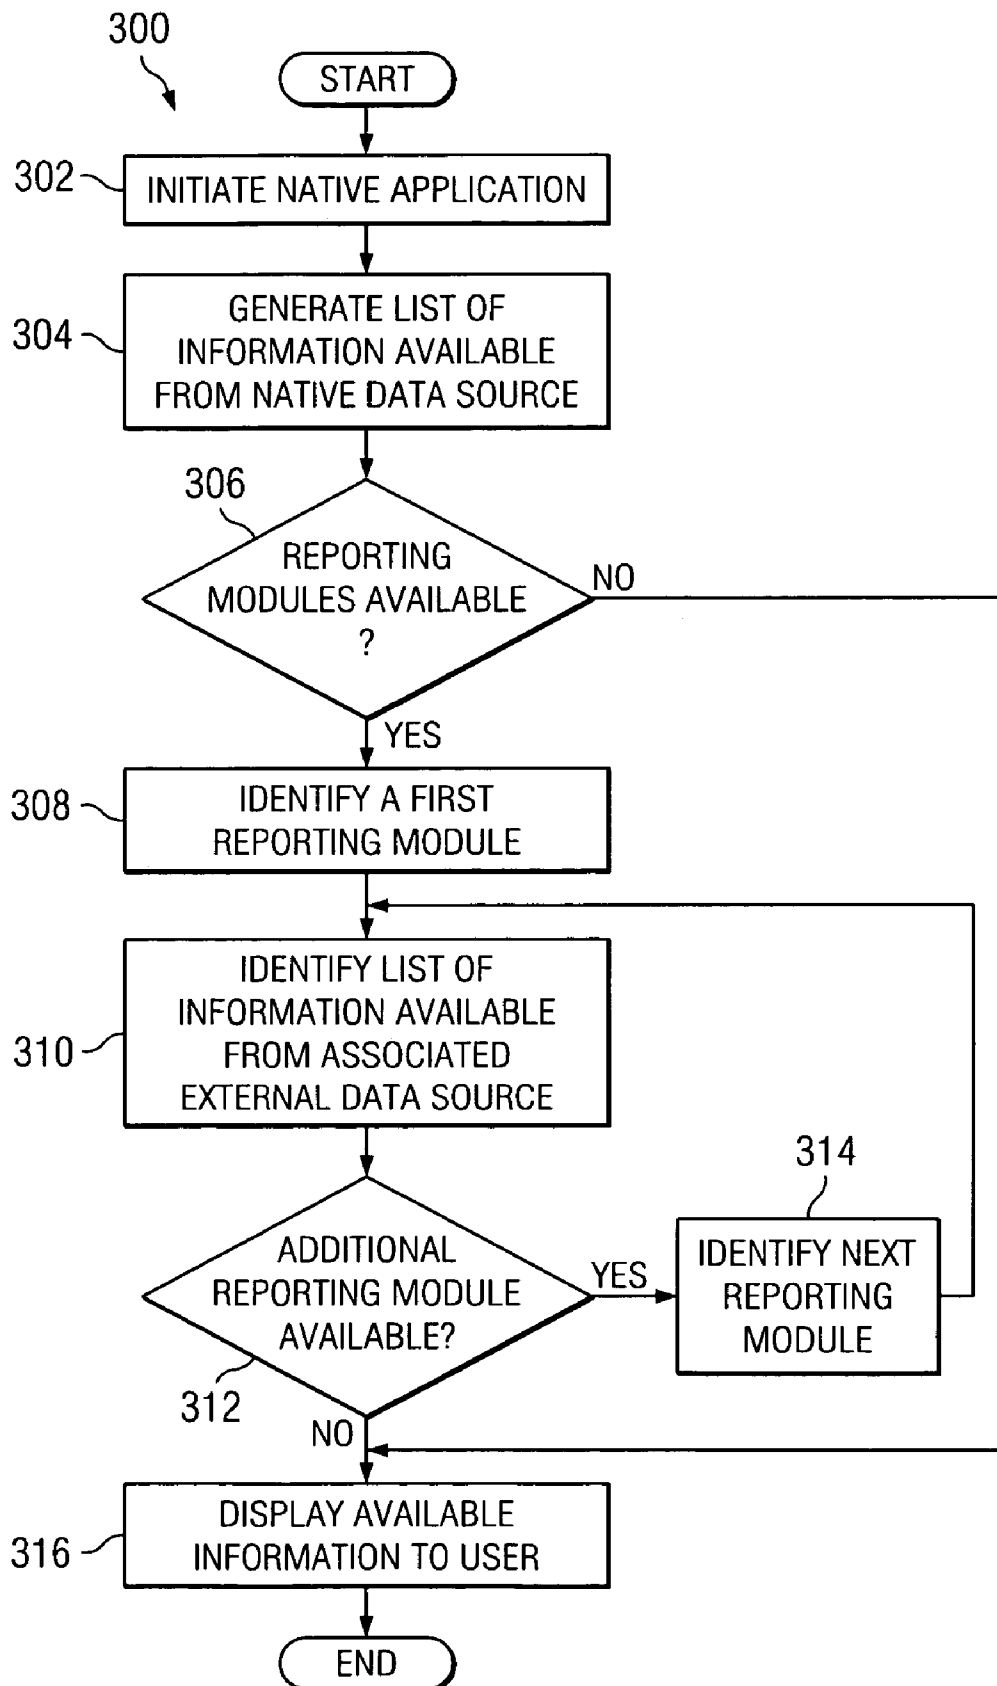 300
START
302
INITIATE NATIVE APPLICATION
304
GENERATE LIST OF
INFORMATION AVAILABLE
FROM NATIVE DATA SOURCE
306
REPORTING
MODULES AVAILABLE
?
NO
YES
308
IDENTIFY A FIRST
REPORTING MODULE
310
IDENTIFY LIST OF
INFORMATION AVAILABLE
FROM ASSOCIATED
EXTERNAL DATA SOURCE
314
ADDITIONAL
REPORTING MODULE
AVAILABLE?
YES
IDENTIFY NEXT
REPORTING
MODULE
312
NO
316
DISPLAY AVAILABLE
INFORMATION TO USER
END